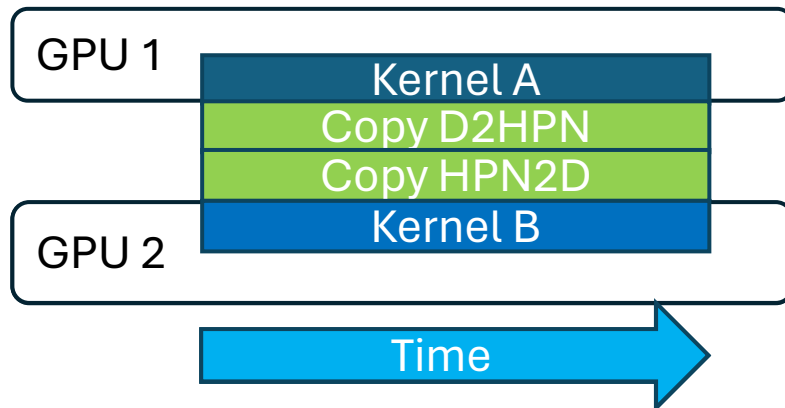 GPU 1
Kernel A
Copy D2HPN
Copy HPN2D
Kernel B
GPU 2
Time